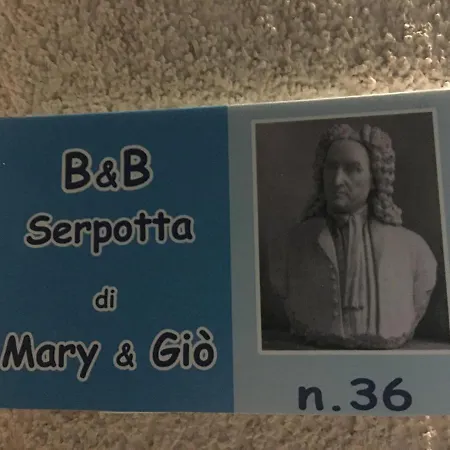 B&B
Serpotta
di
Mary & Giò
n.36